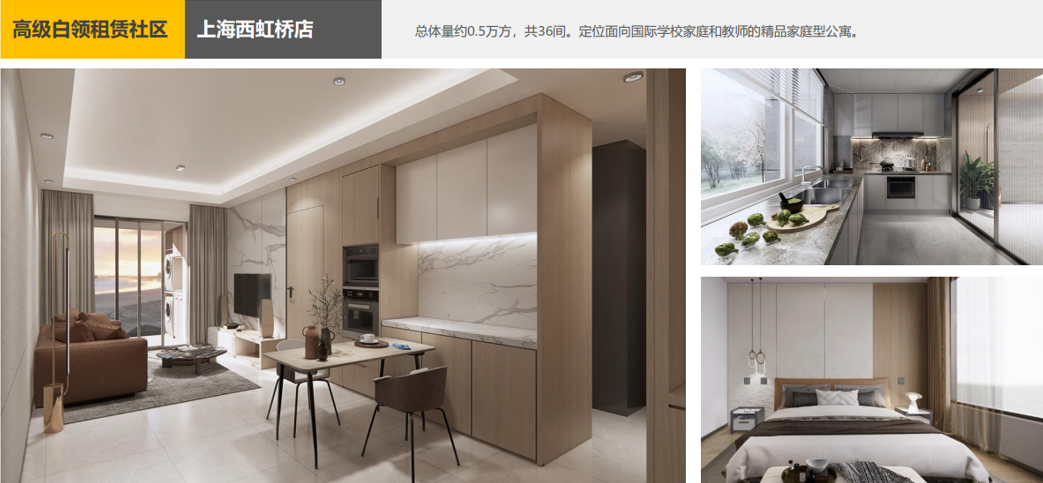 高级白领租赁社区
上海西虹桥店
总体量约0.5万方，共36间。定位面向国际学校家庭和教师的精品家庭型公寓。